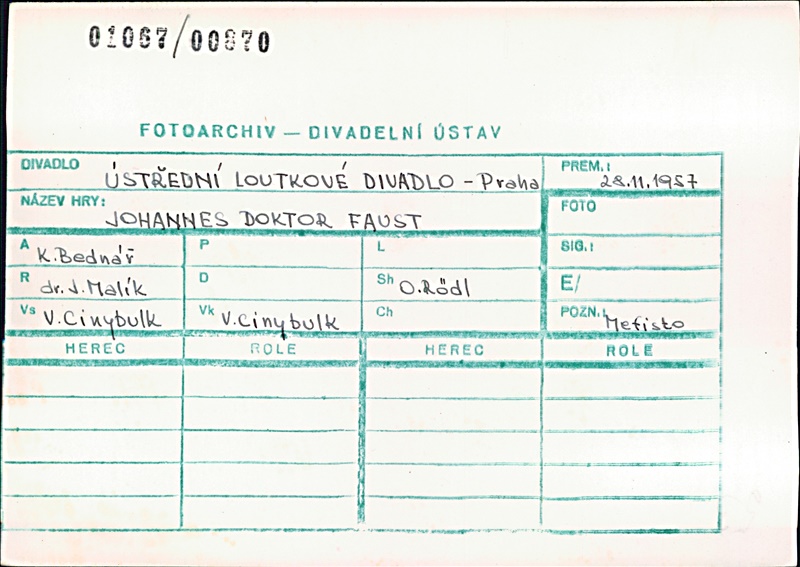 01067/00870
FOTOARCHIV — DIVADELNÍ ÚSTAV
DIVADLO ÚSTŘEDNÍ LOUTKOVÉ DIVADLO - Praha
PREM.: 28.11.1957
NÁZEV HRY: JOHANNES DOKTOR FAUST
FOTO
A K. Bednář P L SIG.:
R dr. J. Malík D Sh O. Rödl E/
Vs V. Cinybulk Vk V. Cinybulk Ch POZN.: Mefisto
HEREC ROLE HEREC ROLE